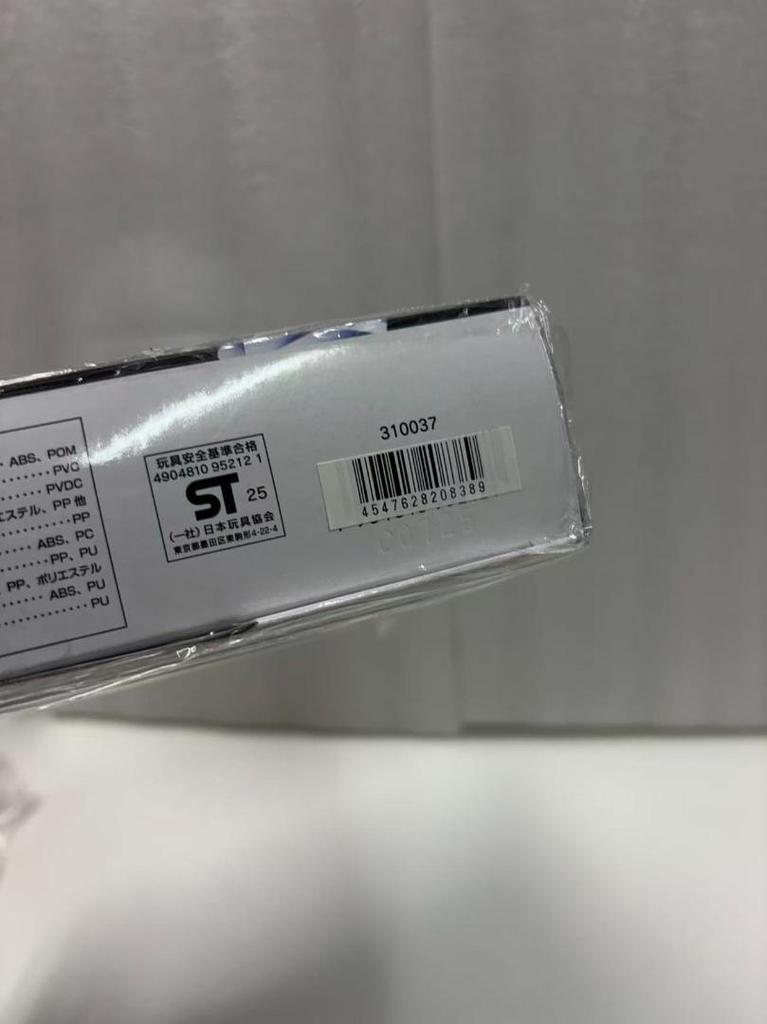 ABS、POM
PVC
PVDC
エステル、PP 他
PP
ABS、PC
PP、PU
PP、ポリエステル
ABS、PU
PU
玩具安全基準合格
4904810 95212 1
ST 25
(一社)日本玩具協会
東京都墨田区東駒形4-22-4
310037
4547628208389